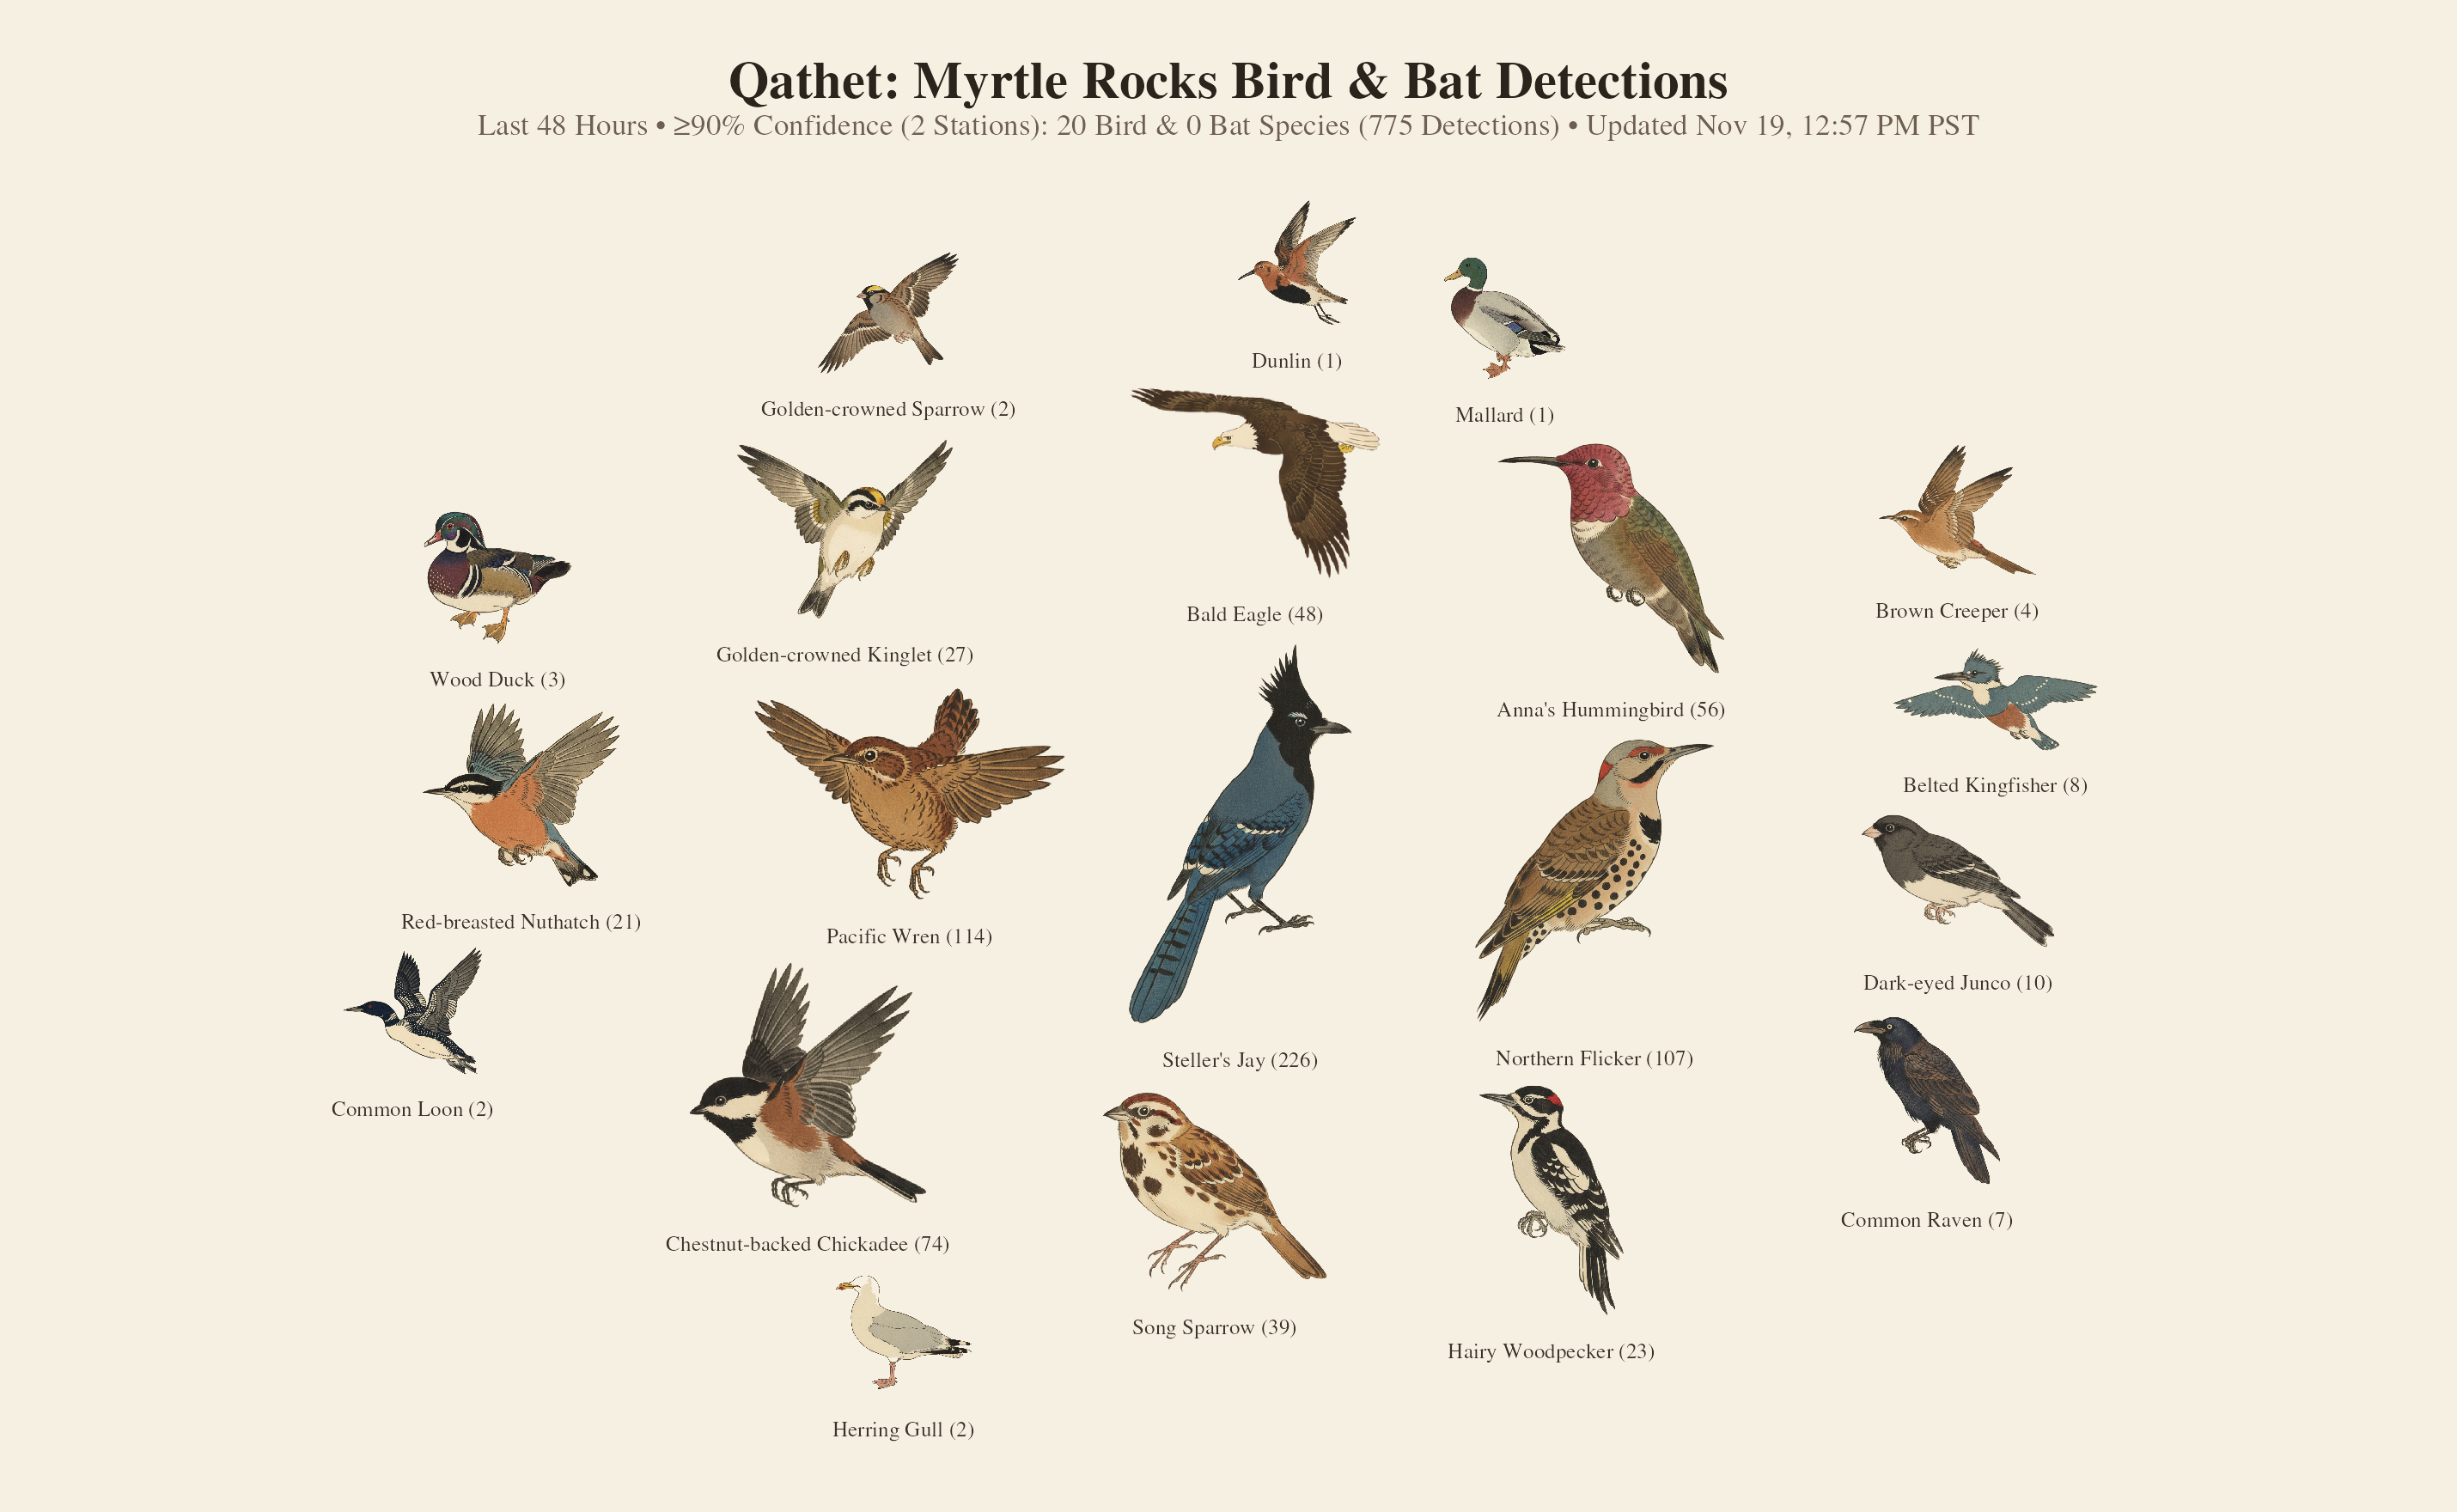 Qathet: Myrtle Rocks Bird & Bat Detections
Last 48 Hours • ≥90% Confidence (2 Stations): 20 Bird & 0 Bat Species (775 Detections) • Updated Nov 19, 12:57 PM PST
Dunlin (1)
Golden-crowned Sparrow (2)
Mallard (1)
Brown Creeper (4)
Bald Eagle (48)
Golden-crowned Kinglet (27)
Wood Duck (3)
Anna's Hummingbird (56)
Belted Kingfisher (8)
Red-breasted Nuthatch (21)
Pacific Wren (114)
Dark-eyed Junco (10)
Northern Flicker (107)
Steller's Jay (226)
Common Loon (2)
Common Raven (7)
Chestnut-backed Chickadee (74)
Song Sparrow (39)
Hairy Woodpecker (23)
Herring Gull (2)